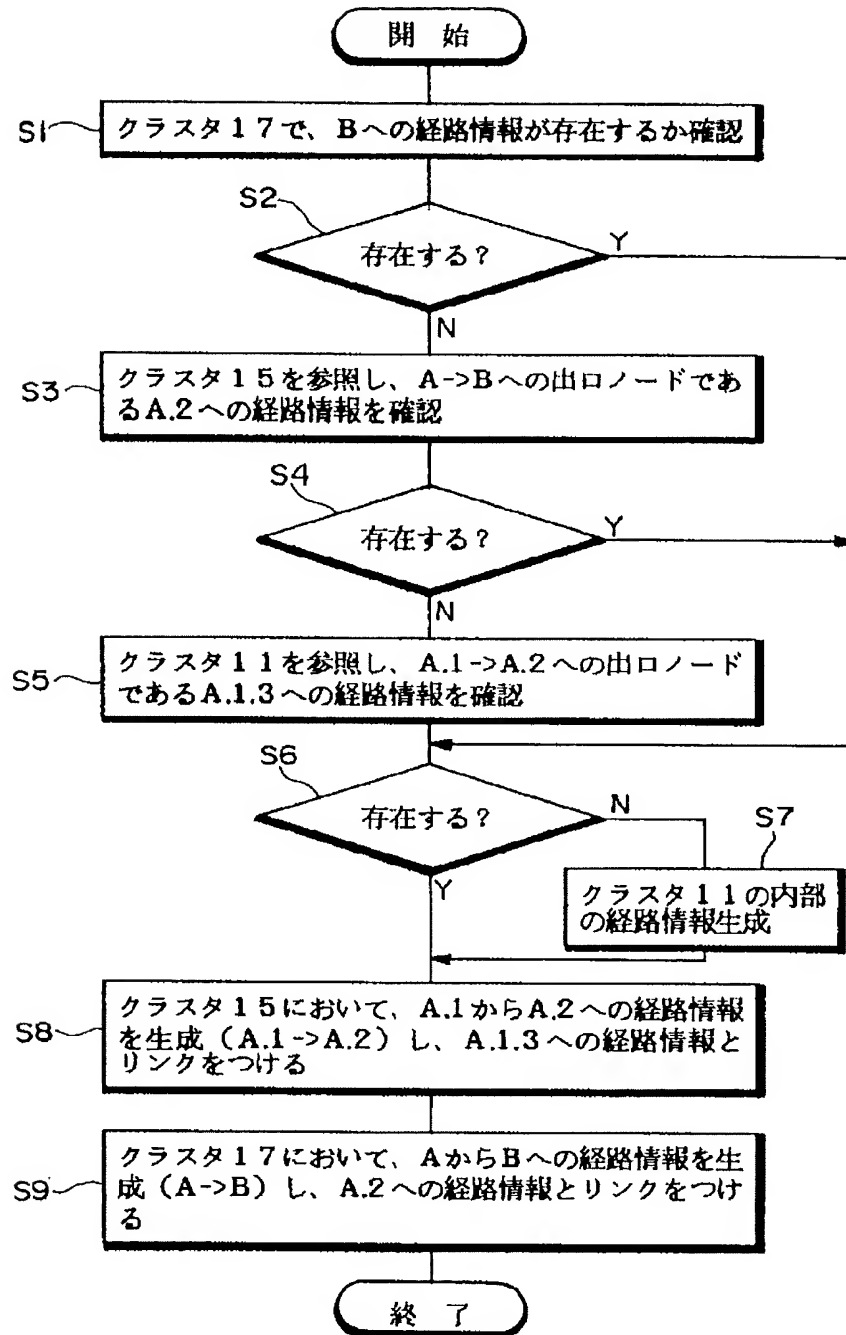 開 始
S1
クラスタ17で、Bへの経路情報が存在するか確認
S2
存在する?
Y
N
S3
クラスタ15を参照し、A->Bへの出口ノードであ
るA.2への経路情報を確認
S4
存在する?
Y
N
S5
クラスタ11を参照し、A.1->A.2への出口ノード
であるA.1.3への経路情報を確認
S6
存在する?
N
Y
S7
クラスタ11の内部
の経路情報生成
S8
クラスタ15において、A.1からA.2への経路情報
を生成(A.1->A.2)し、A.1.3への経路情報と
リンクをつける
S9
クラスタ17において、AからBへの経路情報を生
成(A->B)し、A.2への経路情報とリンクをつけ
る
終 了